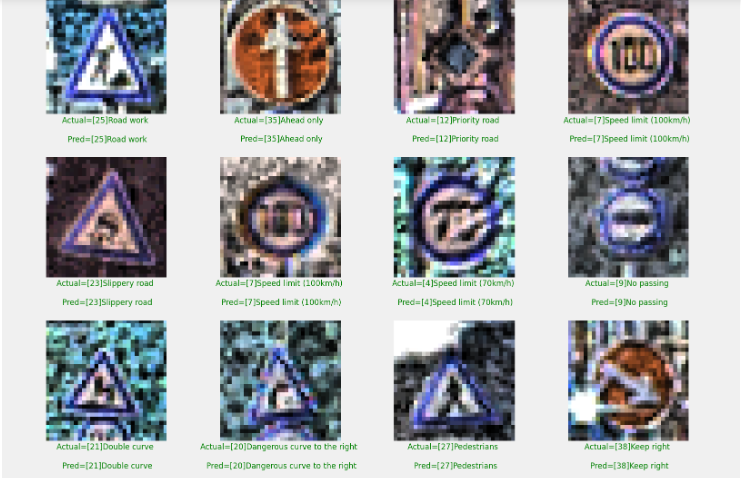 100
Actual=[25]Road work
Actual=[35]Ahead only
Actual=[12]Priority road
Actual=[7]Speed limit (100km/h)
Pred=[25]Road work
Pred=[35]Ahead only
Pred=[12]Priority road
Pred=[7]Speed limit (100km/h)
Actual=[23]Slippery road
Actual=[7]Speed limit (100km/h)
Actual=[4]Speed limit (70km/h)
Actual=[9]No passing
Pred=[23]Slippery road
Pred=[7]Speed limit (100km/h)
Pred=[4]Speed limit (70km/h)
Pred=[9]No passing
Actual=[21]Double curve
Actual=[20]Dangerous curve to the right
Actual=[27]Pedestrians
Actual=[38]Keep right
Pred=[21]Double curve
Pred=[20]Dangerous curve to the right
Pred=[27]Pedestrians
Pred=[38]Keep right